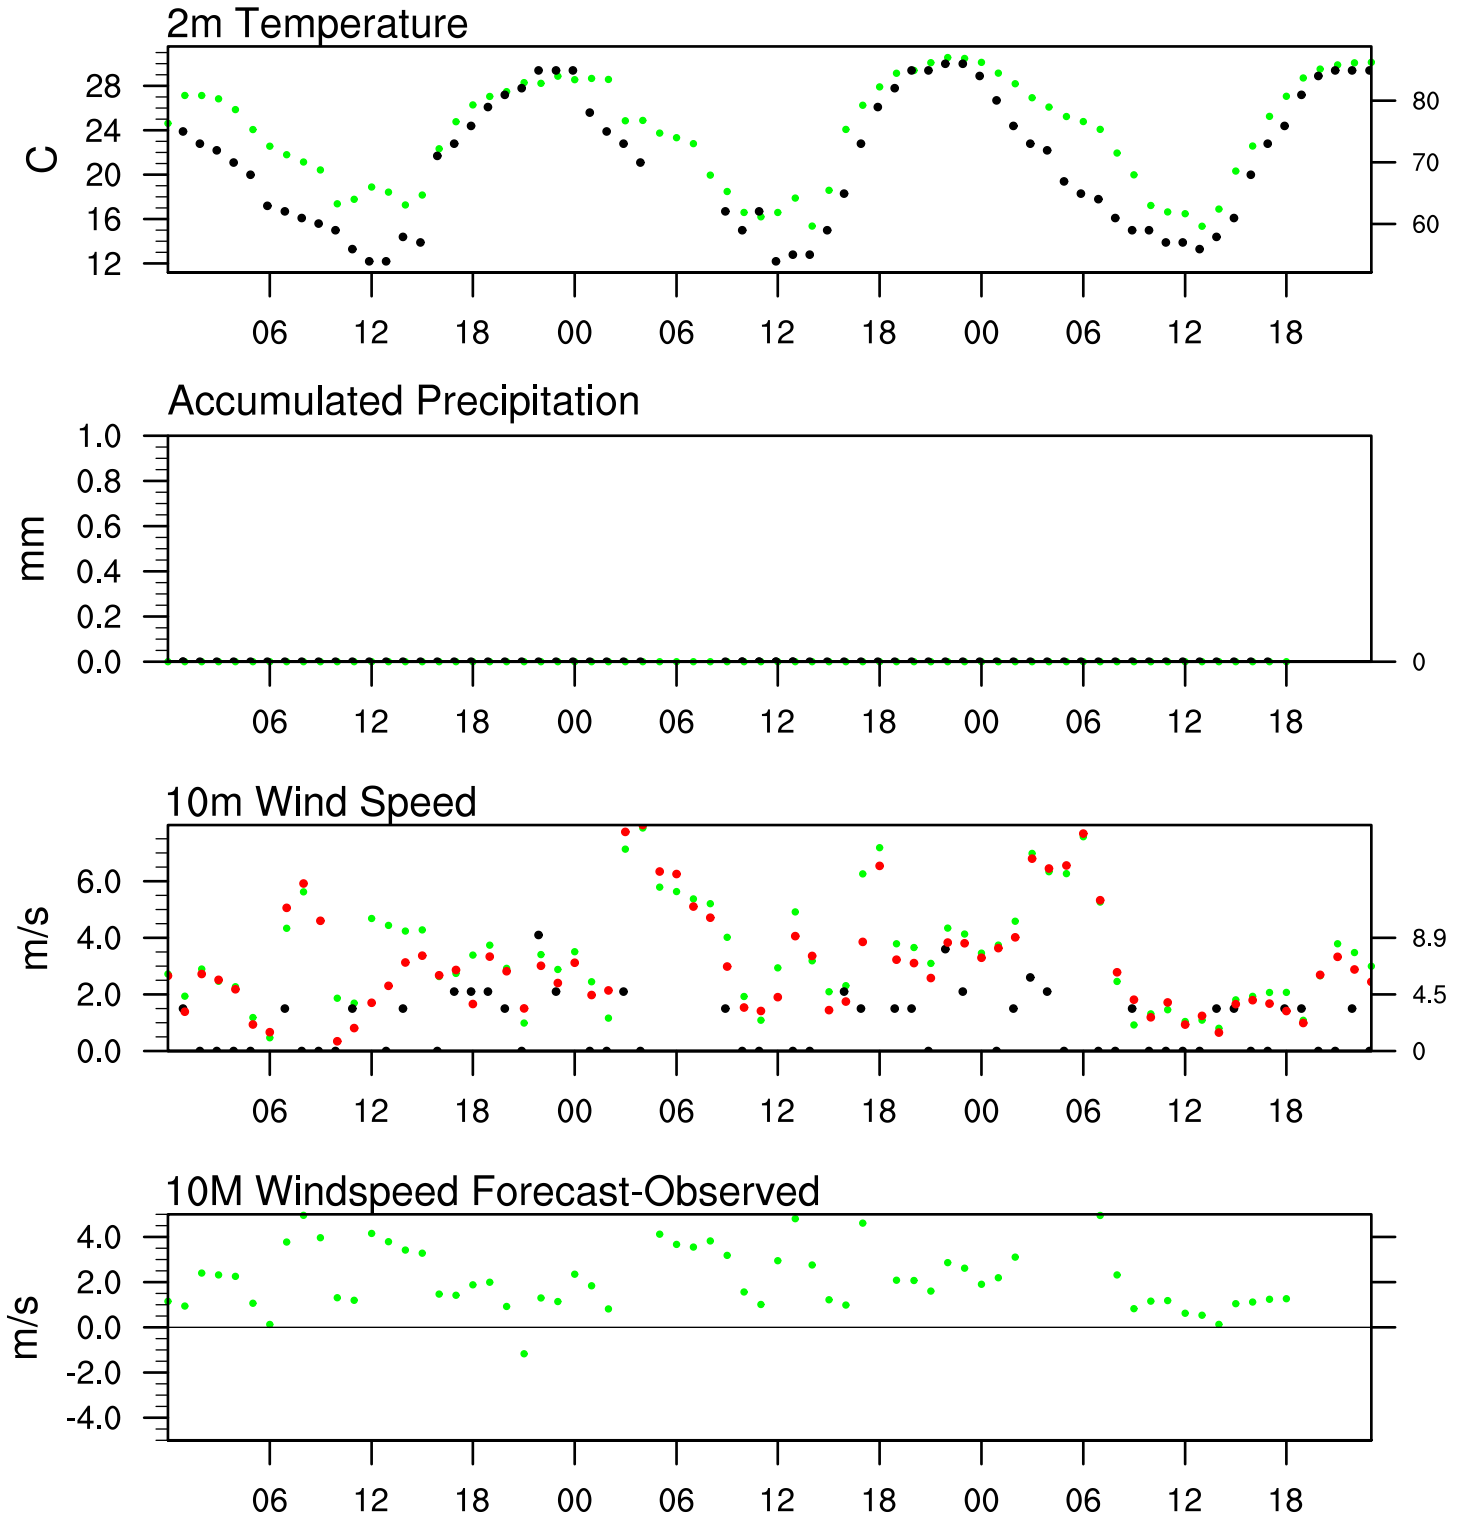 2m Temperature
28
24
20
16
12
C
80
70
60
06 12 18 00 06 12 18 00 06 12 18
Accumulated Precipitation
1.0
0.8
0.6
0.4
0.2
0.0
mm
0
06 12 18 00 06 12 18 00 06 12 18
10m Wind Speed
6.0
4.0
2.0
0.0
m/s
8.9
4.5
0
06 12 18 00 06 12 18 00 06 12 18
10M Windspeed Forecast-Observed
4.0
2.0
0.0
-2.0
-4.0
m/s
06 12 18 00 06 12 18 00 06 12 18